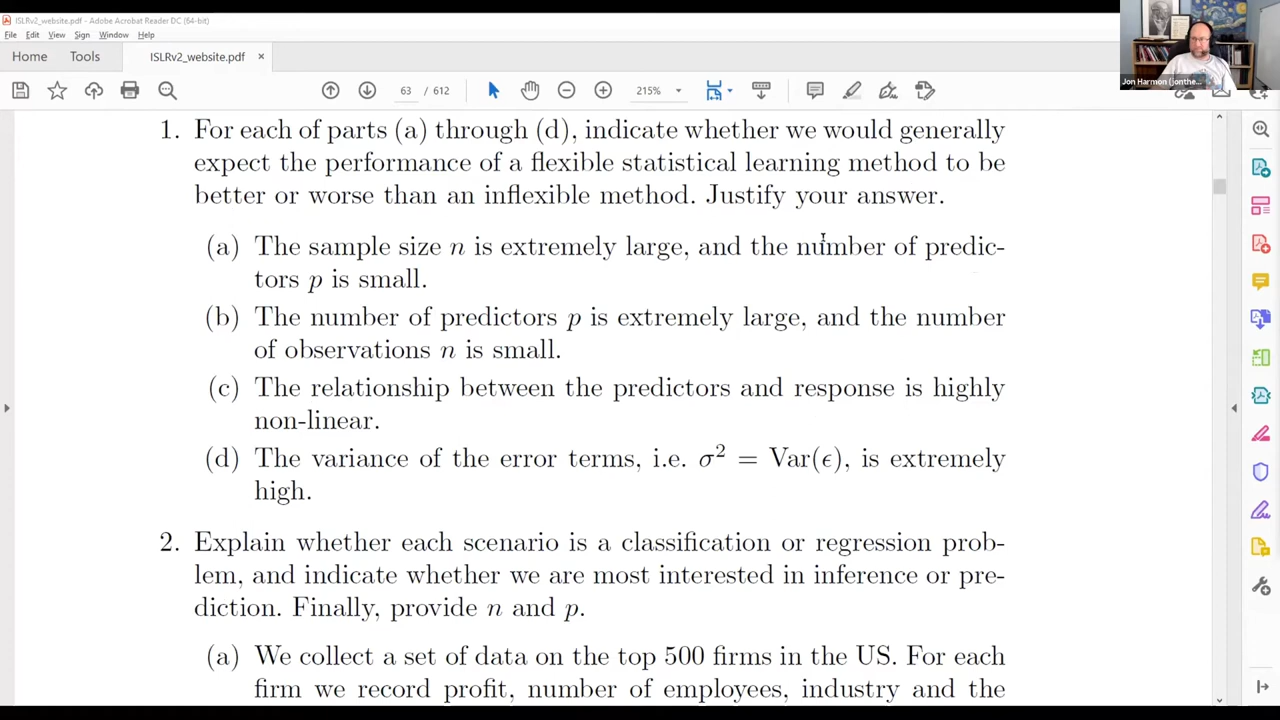 ISLRv2_website.pdf - Adobe Acrobat Reader DC (64-bit)
File Edit View Sign Window Help
Home Tools ISLRv2_website.pdf ×
63 / 612 215%
Jon Harmon (jonthe...
1. For each of parts (a) through (d), indicate whether we would generally
expect the performance of a flexible statistical learning method to be
better or worse than an inflexible method. Justify your answer.
(a) The sample size n is extremely large, and the number of predic-
tors p is small.
(b) The number of predictors p is extremely large, and the number
of observations n is small.
(c) The relationship between the predictors and response is highly
non-linear.
(d) The variance of the error terms, i.e. σ² = Var(ϵ), is extremely
high.
2. Explain whether each scenario is a classification or regression prob-
lem, and indicate whether we are most interested in inference or pre-
diction. Finally, provide n and p.
(a) We collect a set of data on the top 500 firms in the US. For each
firm we record profit, number of employees, industry and the